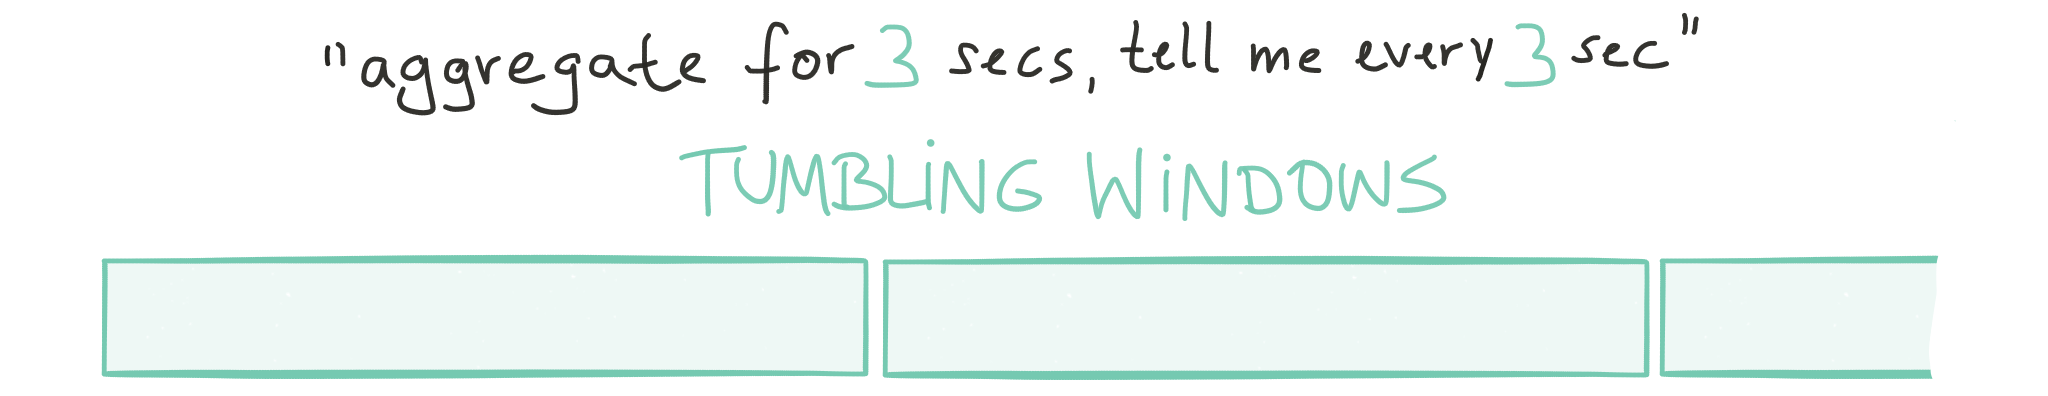 "aggregate for 3 secs, tell me every 3 sec"
TUMBLING WINDOWS